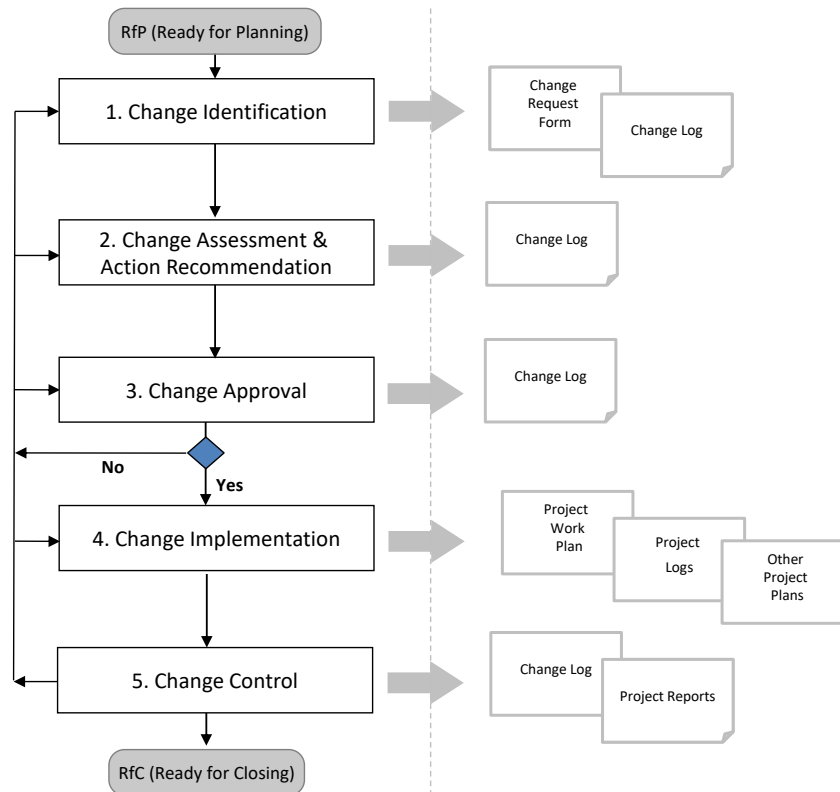 RfP (Ready for Planning)
1. Change Identification
Change
Request
Form
Change Log
2. Change Assessment &
Action Recommendation
Change Log
3. Change Approval
Change Log
No
Yes
4. Change Implementation
Project
Work
Plan
Project
Logs
Other
Project
Plans
5. Change Control
Change Log
Project Reports
RfC (Ready for Closing)